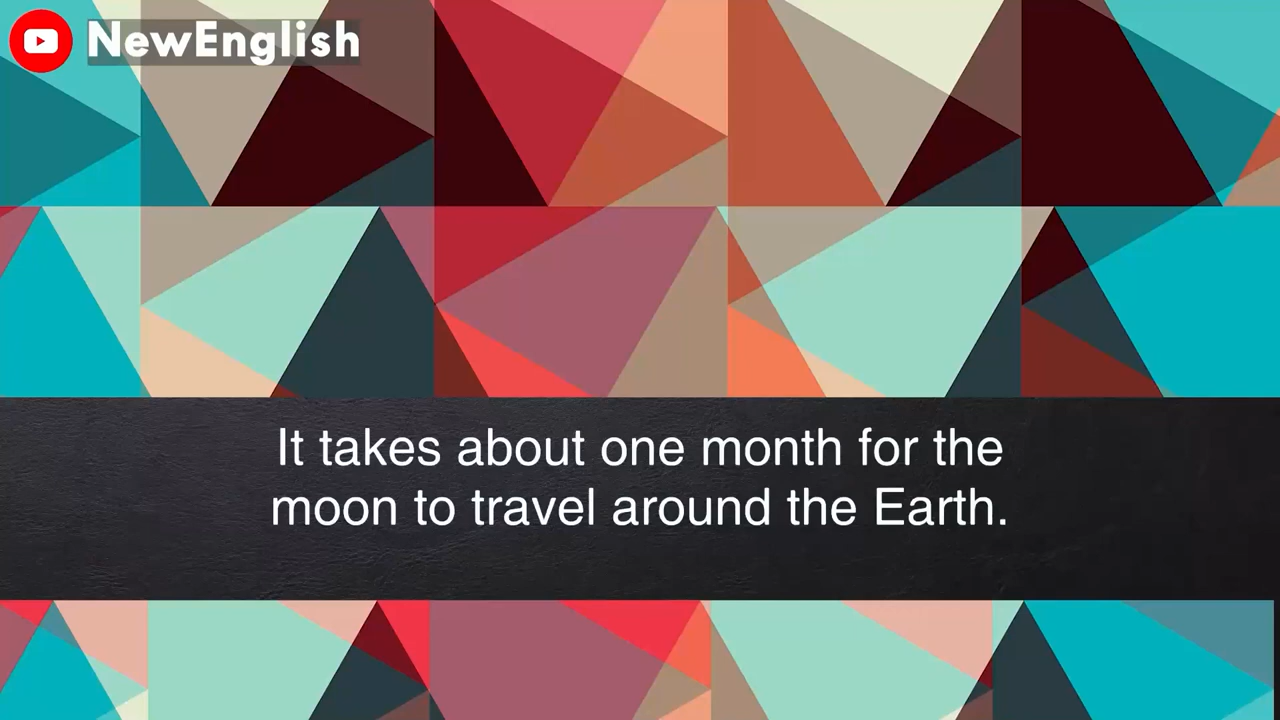 NewEnglish
It takes about one month for the
moon to travel around the Earth.